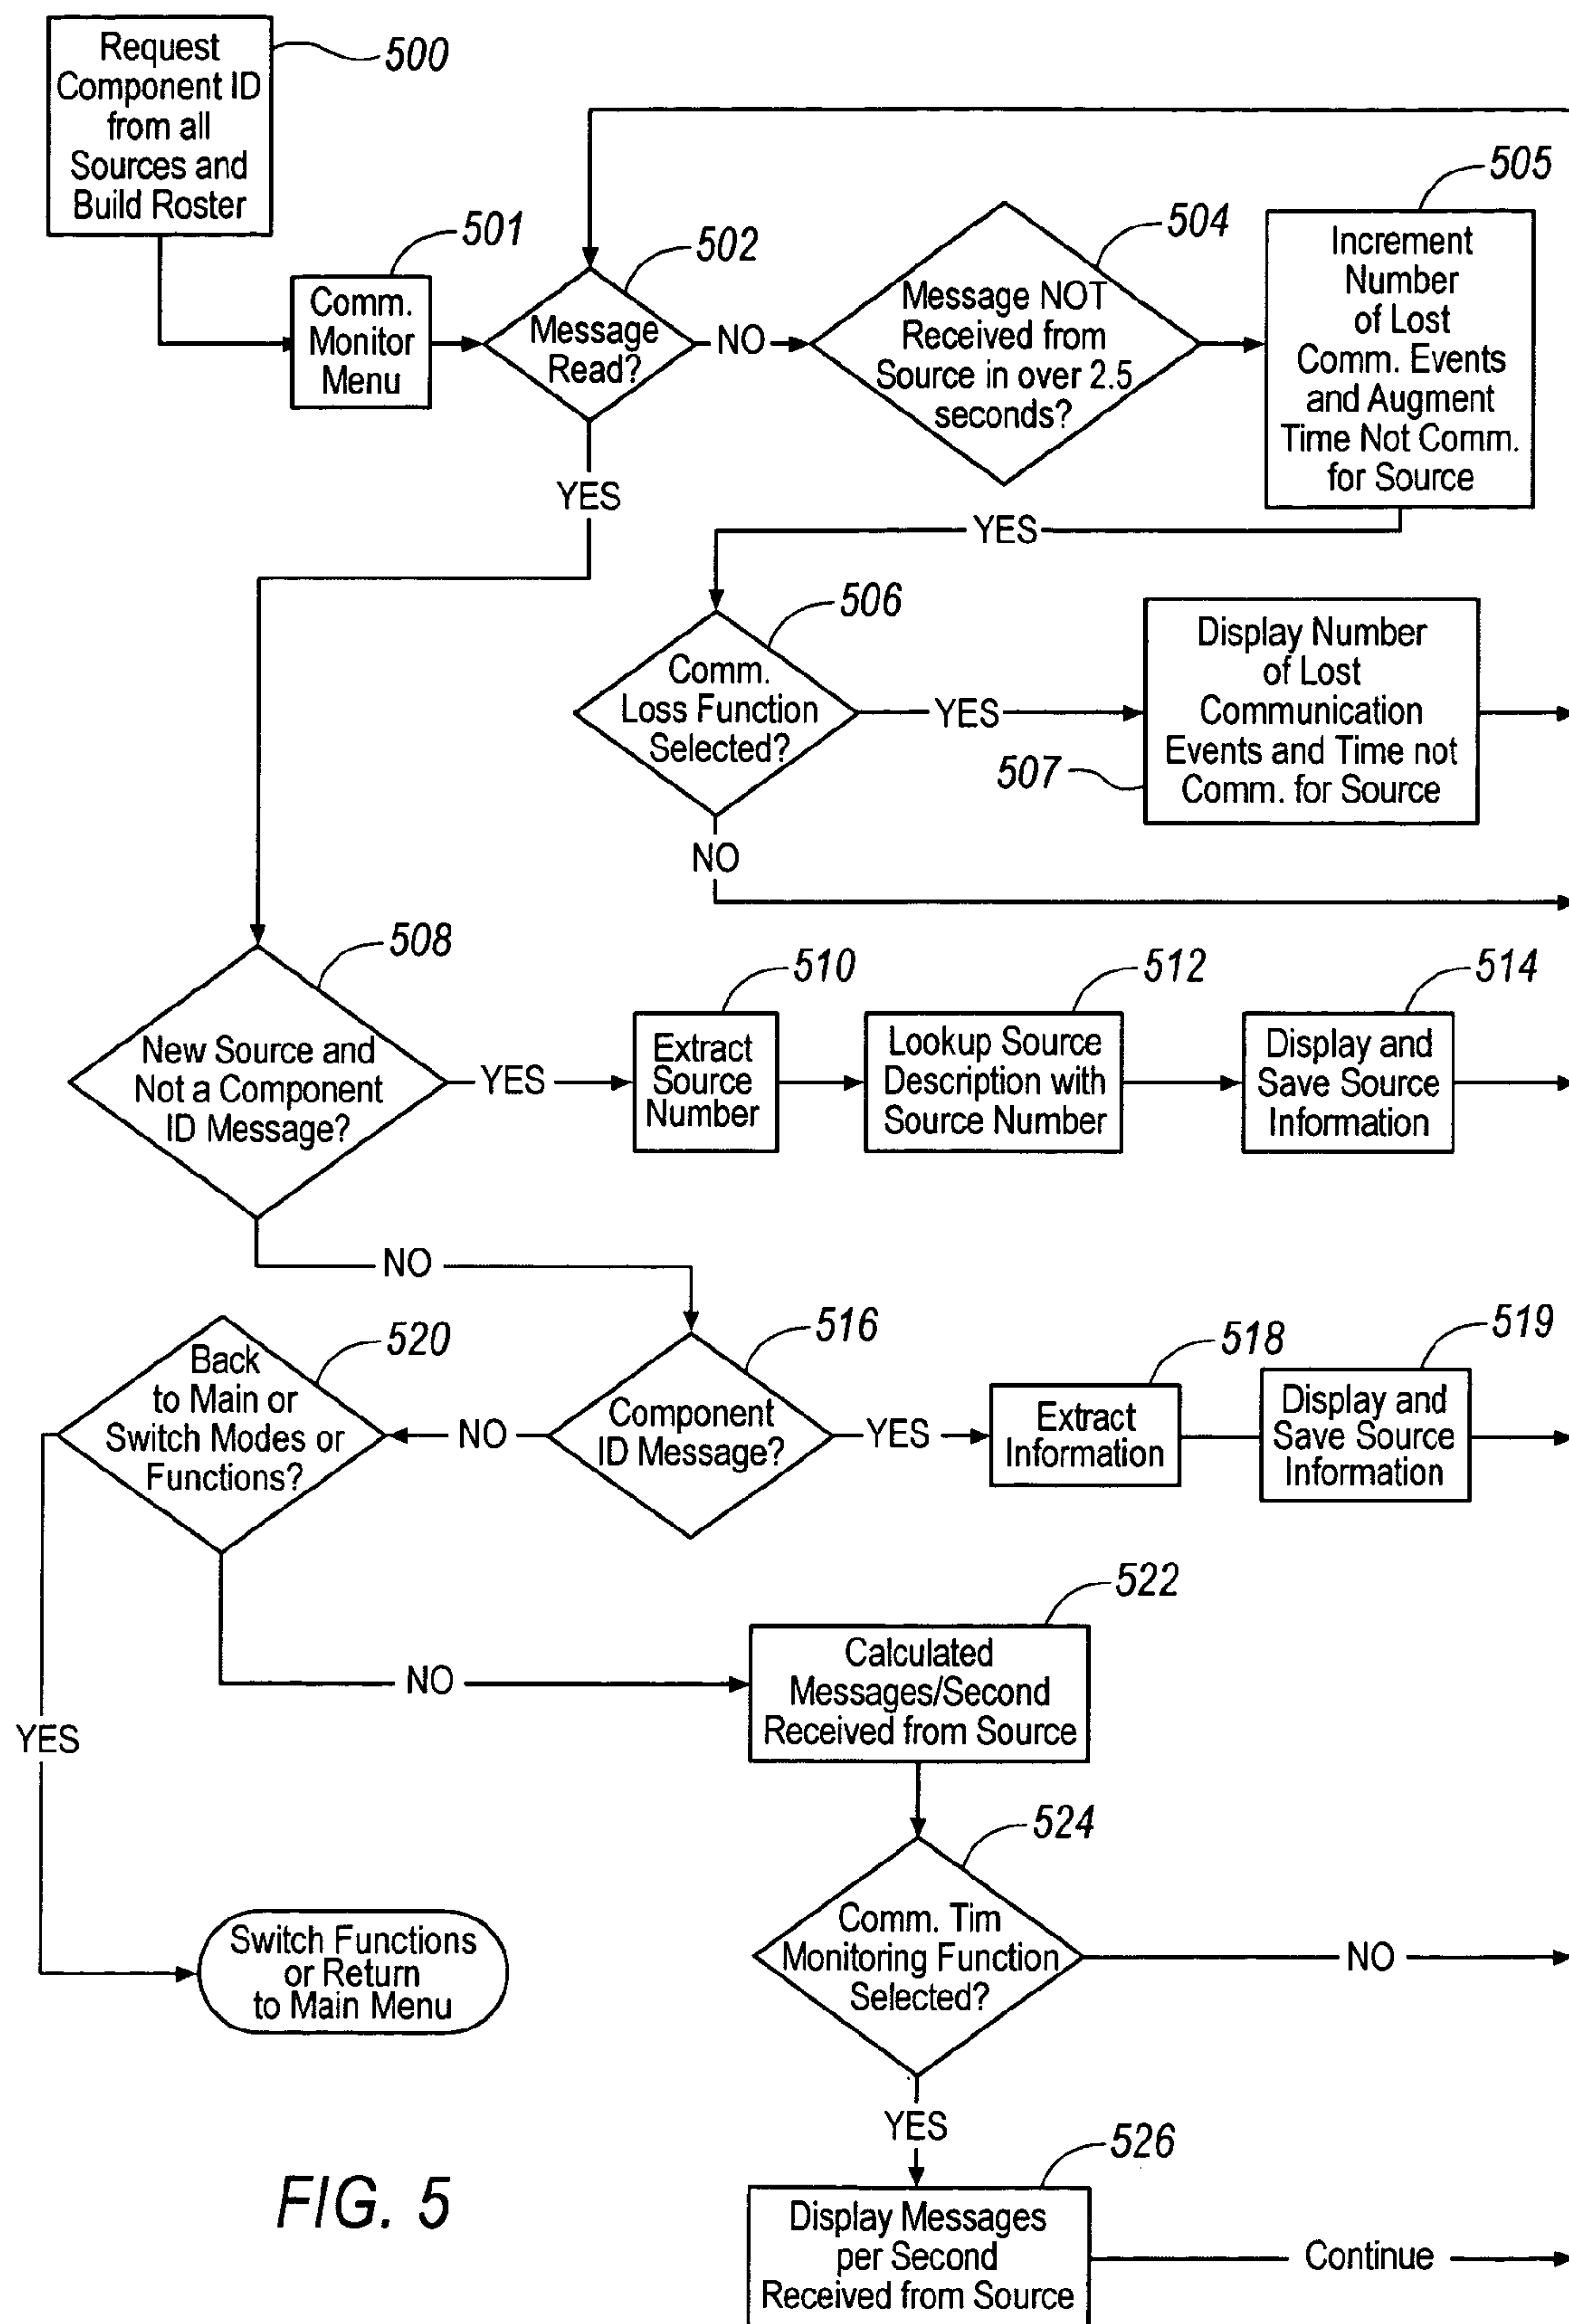 Request
Component ID
from all
Sources and
Build Roster
500
501
Comm.
Monitor
Menu
502
Message
Read?
NO
YES
504
Message NOT
Received from
Source in over 2.5
seconds?
505
Increment
Number
of Lost
Comm. Events
and Augment
Time Not Comm.
for Source
YES
506
Comm.
Loss Function
Selected?
YES
NO
507
Display Number
of Lost
Communication
Events and Time not
Comm. for Source
508
New Source and
Not a Component
ID Message?
YES
NO
510
Extract
Source
Number
512
Lookup Source
Description with
Source Number
514
Display and
Save Source
Information
516
Component
ID Message?
YES
NO
518
Extract
Information
519
Display and
Save Source
Information
520
Back
to Main or
Switch Modes or
Functions?
NO
YES
522
Calculated
Messages/Second
Received from Source
524
Comm. Tim
Monitoring Function
Selected?
NO
YES
Switch Functions
or Return
to Main Menu
526
Display Messages
per Second
Received from Source
Continue
FIG. 5